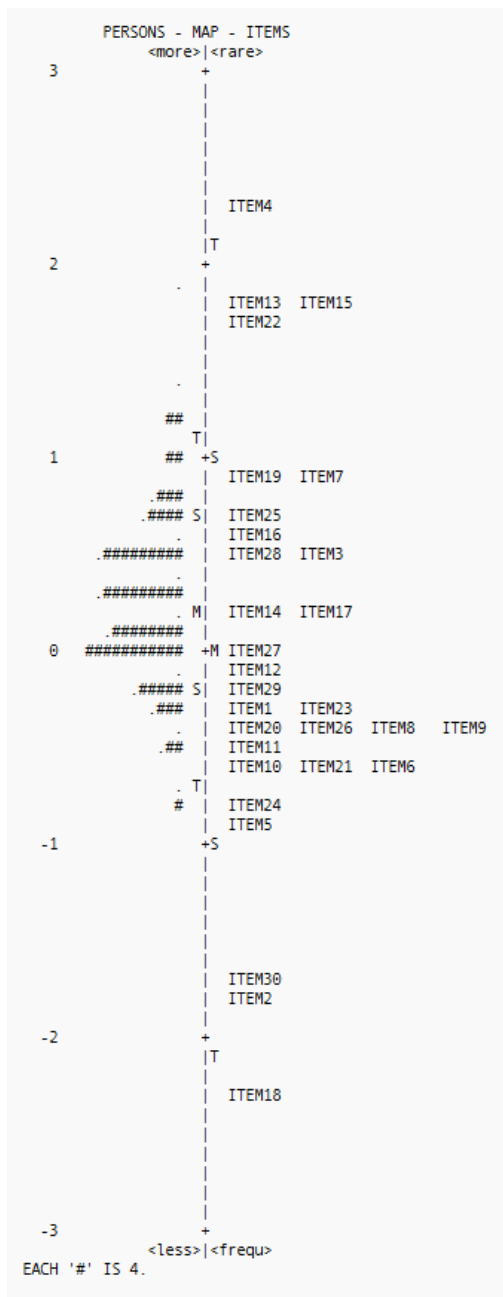 PERSONS - MAP - ITEMS
<more>|<rare>
3 +
|
|
|
|
|
|
| ITEM4
|
|T
2 +
. |
| ITEM13 ITEM15
| ITEM22
|
|
. |
|
## |
T|
1 ## +S
| ITEM19 ITEM7
.### |
.#### S| ITEM25
. | ITEM16
.######### | ITEM28 ITEM3
. |
.######### |
. M| ITEM14 ITEM17
.######## |
0 ########### +M ITEM27
. | ITEM12
.##### S| ITEM29
.### | ITEM1 ITEM23
. | ITEM20 ITEM26 ITEM8 ITEM9
.## | ITEM11
| ITEM10 ITEM21 ITEM6
. T|
# | ITEM24
| ITEM5
-1 +S
|
|
|
|
|
|
| ITEM30
| ITEM2
|
-2 +
|T
|
| ITEM18
|
|
|
|
|
|
-3 +
<less>|<frequ>
EACH '#' IS 4.